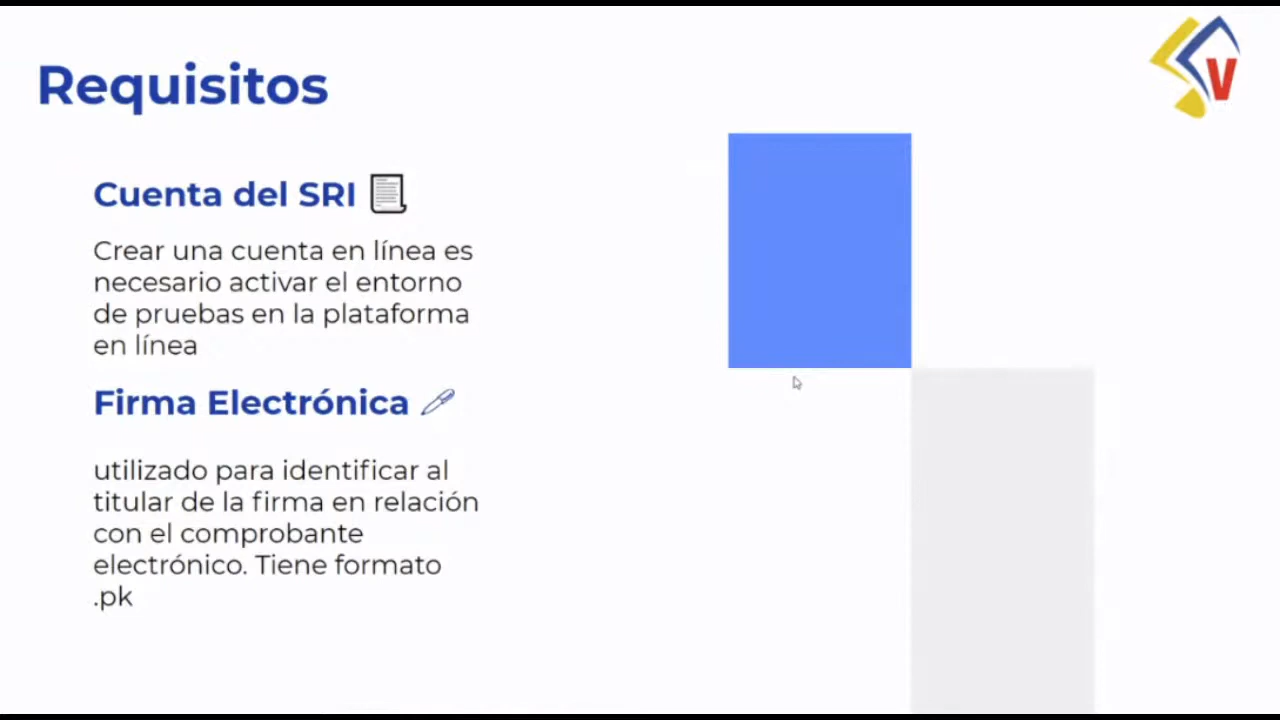 Requisitos
V
Cuenta del SRI
Crear una cuenta en línea es
necesario activar el entorno
de pruebas en la plataforma
en línea
Firma Electrónica
utilizado para identificar al
titular de la firma en relación
con el comprobante
electrónico. Tiene formato
.pk